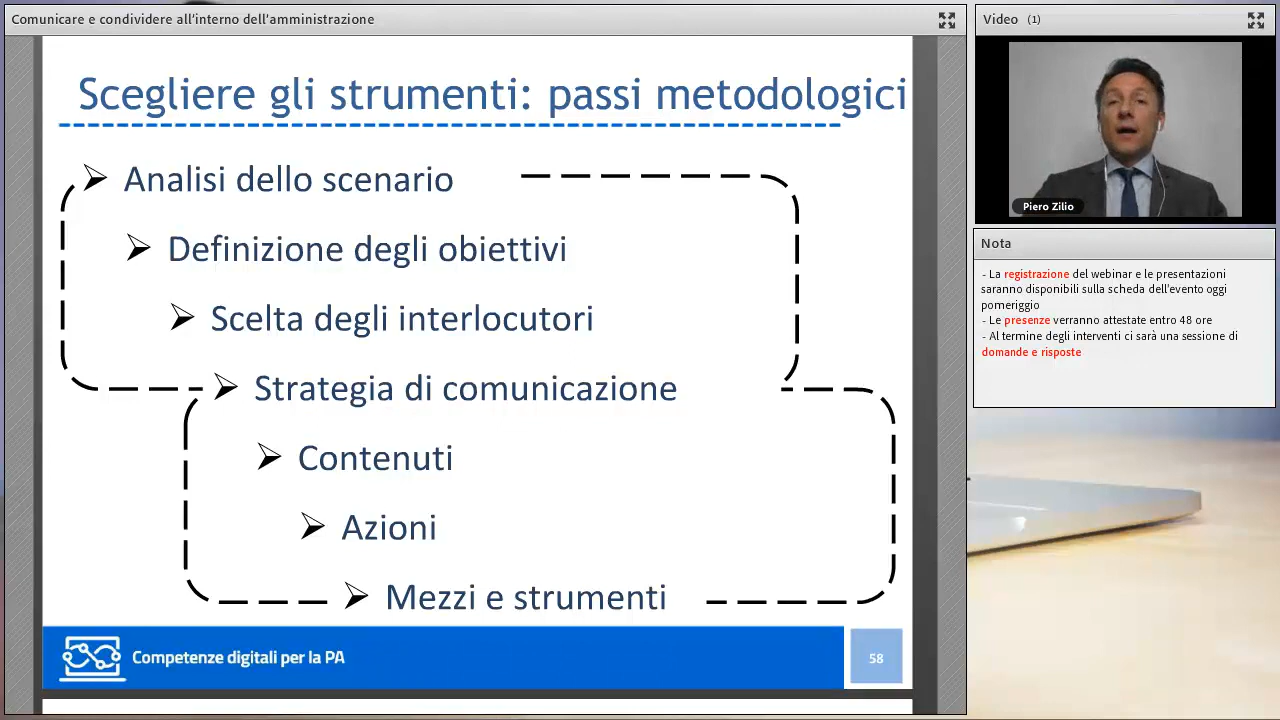 Comunicare e condividere all'interno dell'amministrazione
Scegliere gli strumenti: passi metodologici
Analisi dello scenario
Definizione degli obiettivi
Scelta degli interlocutori
Strategia di comunicazione
Contenuti
Azioni
Mezzi e strumenti
Competenze digitali per la PA
58
Video (1)
Piero Zilio
Nota
- La registrazione del webinar e le presentazioni
saranno disponibili sulla scheda dell'evento oggi
pomeriggio
- Le presenze verranno attestate entro 48 ore
- Al termine degli interventi ci sarà una sessione di
domande e risposte